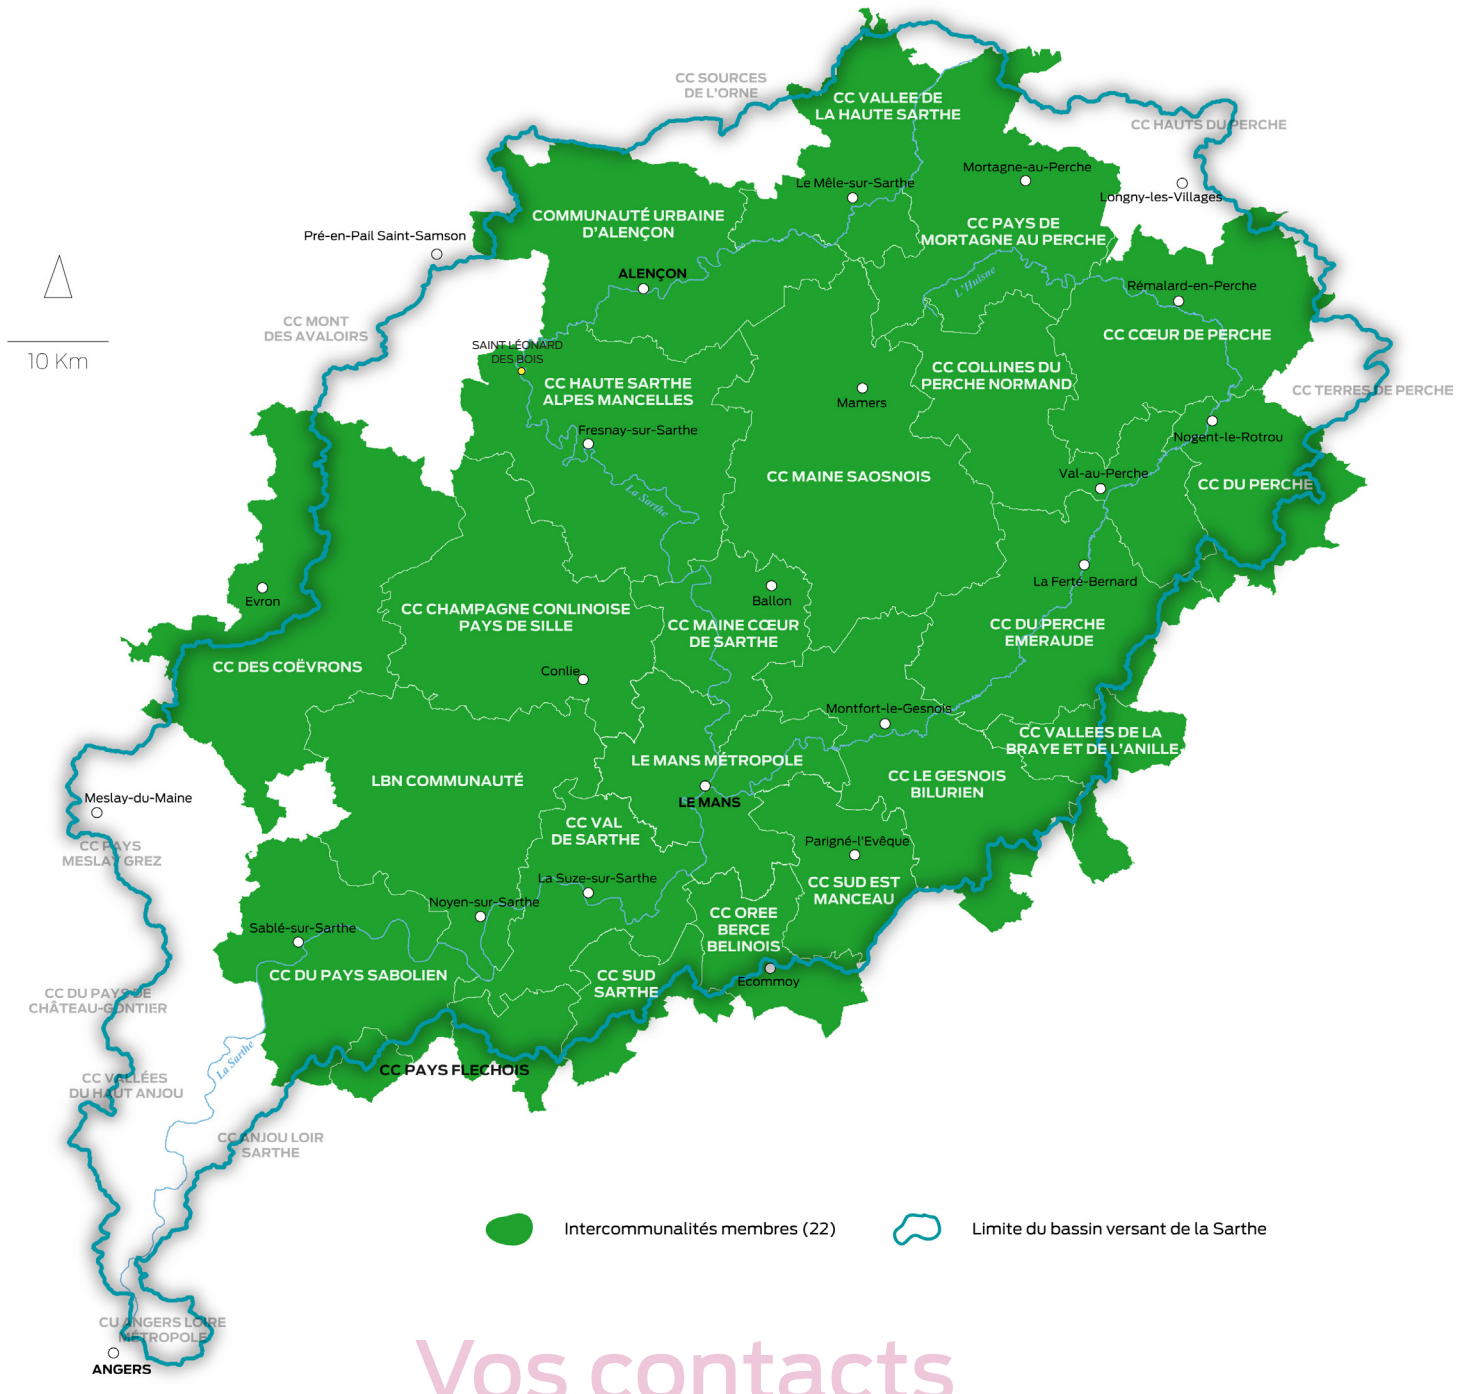 CC SOURCES
DE L'ORNE
CC VALLEE DE
LA HAUTE SARTHE
CC HAUTS DU PERCHE
Mortagne-au-Perche
Le Mêle-sur-Sarthe
Longny-les-Villages
COMMUNAUTÉ URBAINE
D'ALENÇON
CC PAYS DE
MORTAGNE AU PERCHE
Pré-en-Pail Saint-Samson
ALENÇON
L'Huisne
Rémalard-en-Perche
CC MONT
DES AVALOIRS
CC CŒUR DE PERCHE
10 Km
SAINT LÉONARD
DES BOIS
CC HAUTE SARTHE
ALPES MANCELLES
CC COLLINES DU
PERCHE NORMAND
CC TERRES DE PERCHE
Mamers
Fresnay-sur-Sarthe
Nogent-le-Rotrou
CC MAINE SAOSNOIS
Val-au-Perche
CC DU PERCHE
La Sarthe
La Ferté-Bernard
Evron
Ballon
CC CHAMPAGNE CONLINOISE
PAYS DE SILLE
CC MAINE CŒUR
DE SARTHE
CC DU PERCHE
EMERAUDE
CC DES COËVRONS
Conlie
Montfort-le-Gesnois
CC VALLEES DE LA
BRAYE ET DE L'ANILLE
LE MANS MÉTROPOLE
LBN COMMUNAUTÉ
CC LE GESNOIS
BILURIEN
Meslay-du-Maine
LE MANS
CC VAL
DE SARTHE
CC PAYS
MESLAY GREZ
Parigné-l'Evêque
La Suze-sur-Sarthe
CC SUD EST
MANCEAU
Noyen-sur-Sarthe
CC OREE
BERCE
BELINOIS
Sablé-sur-Sarthe
CC DU PAYS SABOLIEN
CC SUD
SARTHE
Ecommoy
CC DU PAYS DE
CHÂTEAU-GONTIER
La Sarthe
CC PAYS FLECHOIS
CC VALLÉES
DU HAUT ANJOU
CC ANJOU LOIR
SARTHE
Intercommunalités membres (22)
Limite du bassin versant de la Sarthe
CU ANGERS LOIRE
MÉTROPOLE
ANGERS
Vos contacts